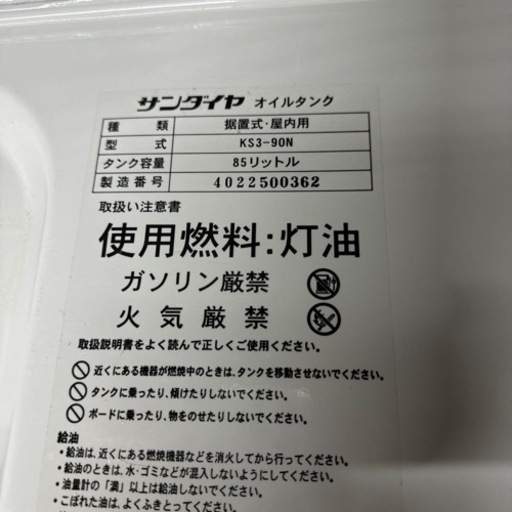 サンダイヤ オイルタンク
種類 据置式・屋内用
型式 KS3-90N
タンク容量 85リットル
製造番号 4022500362
取扱い注意書
使用燃料:灯油
ガソリン厳禁
火気厳禁
取扱説明書をよく読んで正しくご使用ください。
近くにある機器が燃焼中のときは、タンクを移動させないでください。
タンクに乗ったり、傾けたりしないでください。
ボードに乗ったり、物をのせたりしないでください。
給油
・給油は、近くにある燃焼機器などを消火してから行ってください。
・給油のときは、水・ゴミなどが混入しないようにしてください。
・油量計の「満」以上は給油しないでください。
・こぼれた油は、よくふきとってください。